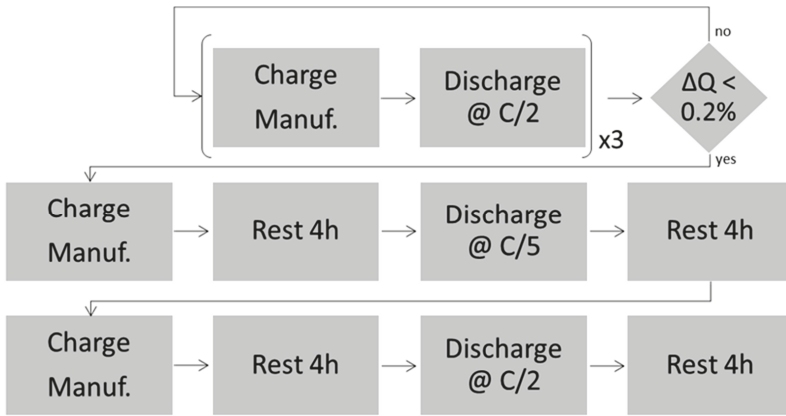 no
Charge
Manuf.
Discharge
@ C/2
ΔQ <
0.2%
x3
yes
Charge
Manuf.
Rest 4h
Discharge
@ C/5
Rest 4h
Charge
Manuf.
Rest 4h
Discharge
@ C/2
Rest 4h